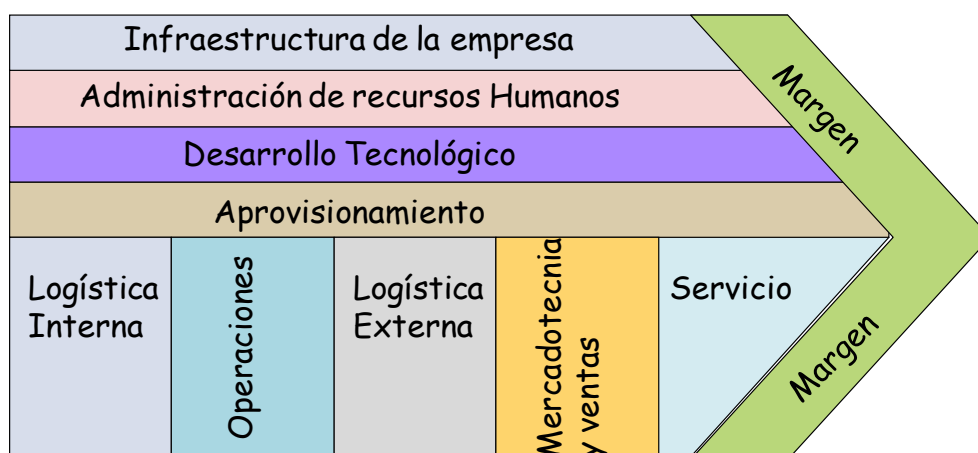 Infraestructura de la empresa
Administración de recursos Humanos
Desarrollo Tecnológico
Aprovisionamiento
Margen
Logística
Interna
Operaciones
Logística
Externa
Mercadotecnia
y ventas
Servicio
Margen